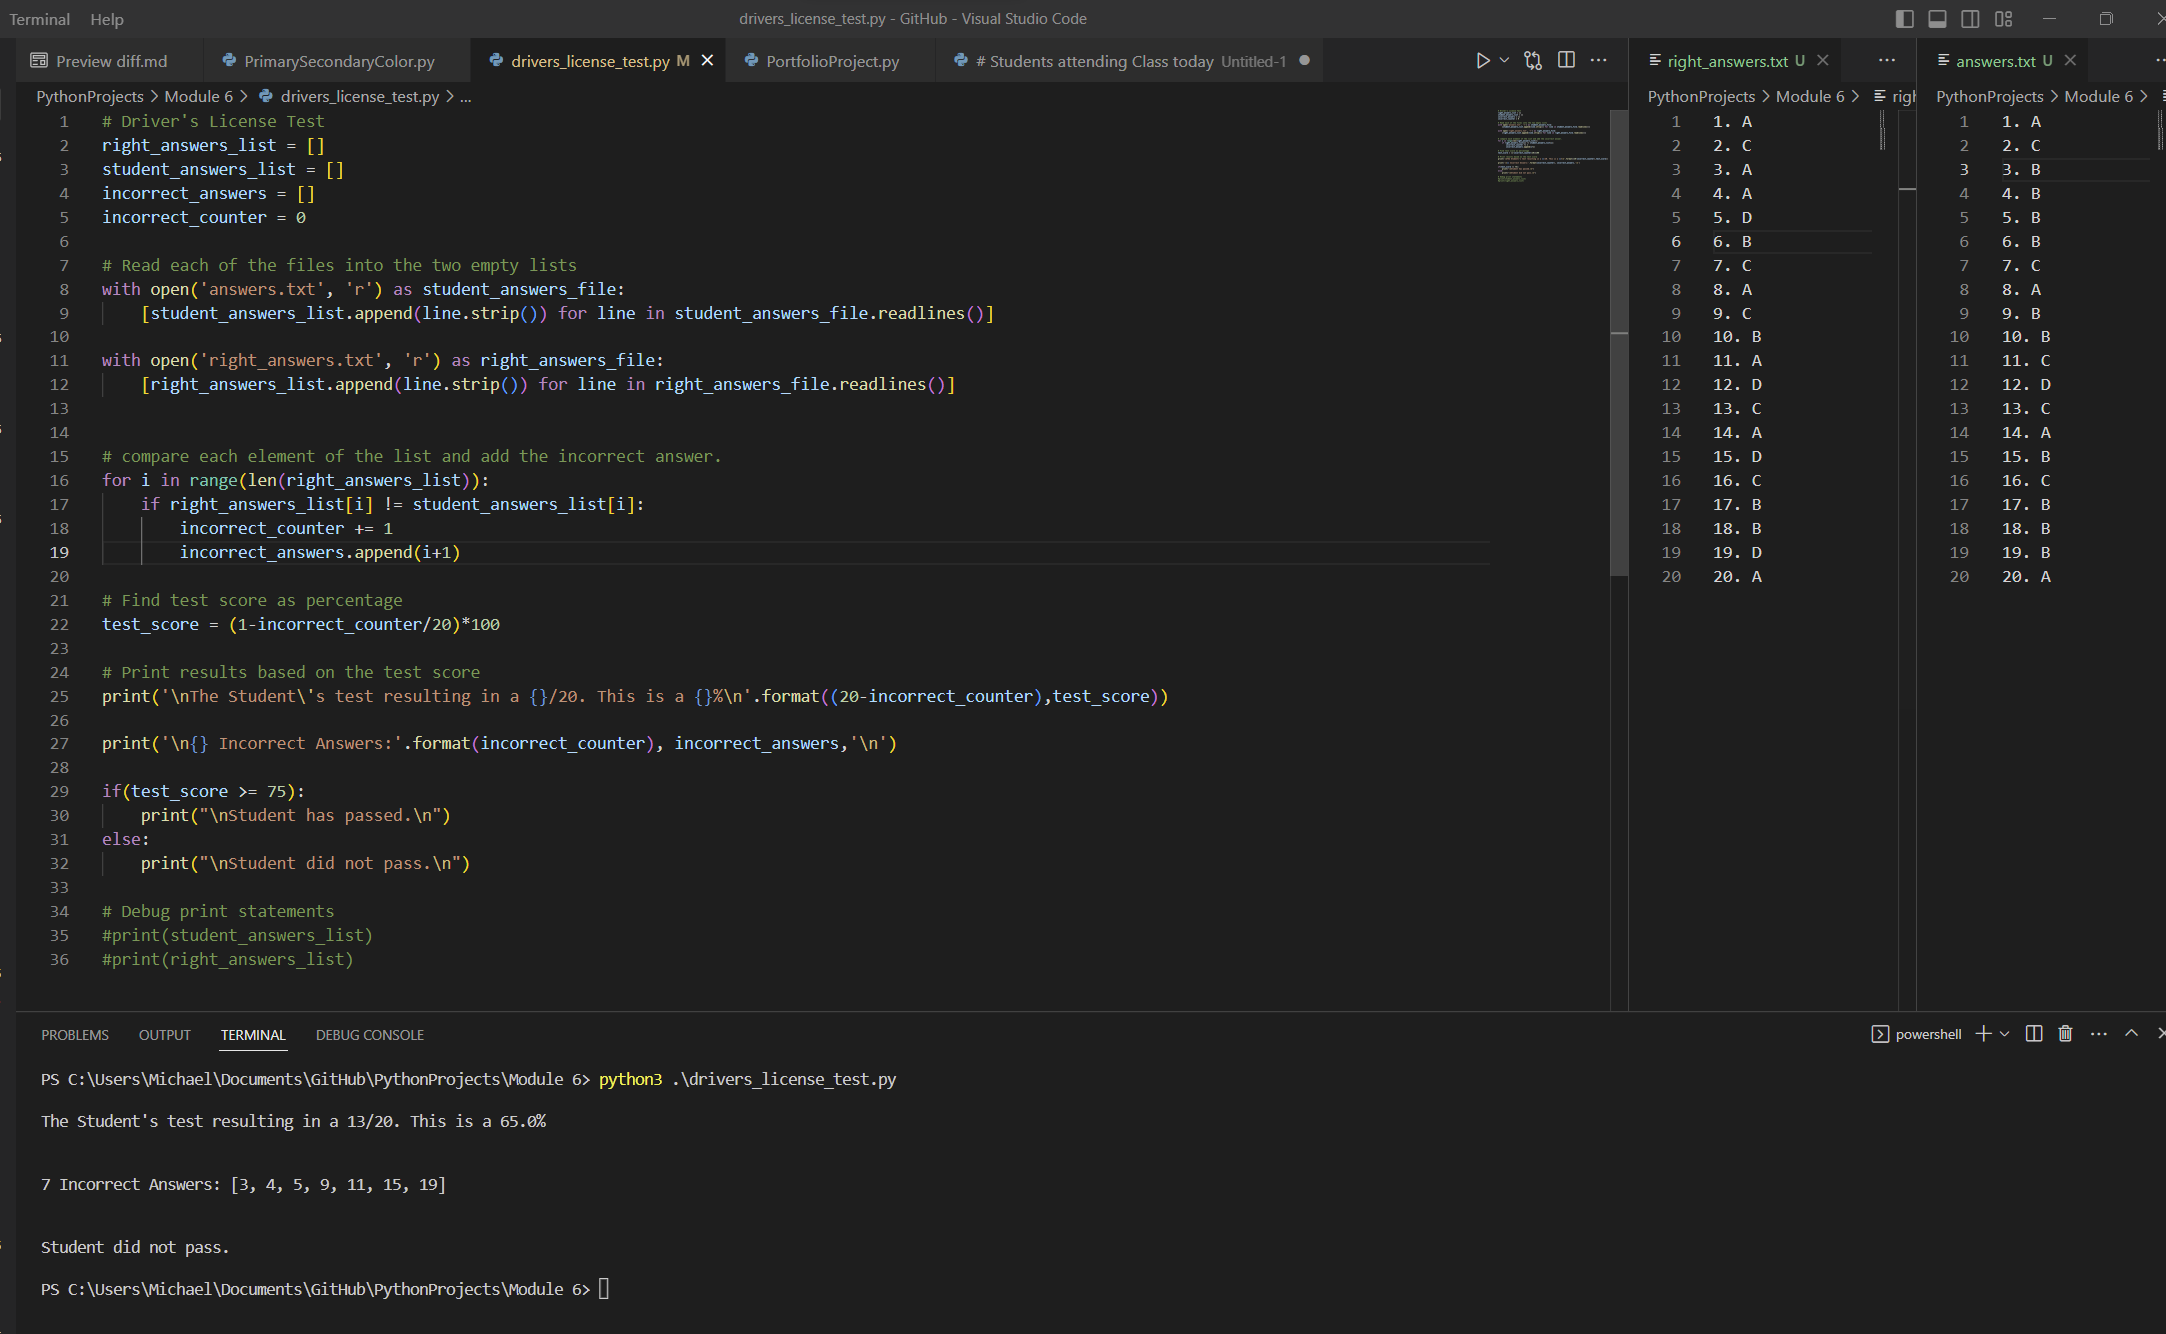 Terminal Help drivers_license_test.py - GitHub - Visual Studio Code
Preview diff.md PrimarySecondaryColor.py drivers_license_test.py M PortfolioProject.py # Students attending Class today Untitled-1
PythonProjects > Module 6 > drivers_license_test.py > ...
1 # Driver's License Test
2 right_answers_list = []
3 student_answers_list = []
4 incorrect_answers = []
5 incorrect_counter = 0
6
7 # Read each of the files into the two empty lists
8 with open('answers.txt', 'r') as student_answers_file:
9 [student_answers_list.append(line.strip()) for line in student_answers_file.readlines()]
10
11 with open('right_answers.txt', 'r') as right_answers_file:
12 [right_answers_list.append(line.strip()) for line in right_answers_file.readlines()]
13
14
15 # compare each element of the list and add the incorrect answer.
16 for i in range(len(right_answers_list)):
17 if right_answers_list[i] != student_answers_list[i]:
18 incorrect_counter += 1
19 incorrect_answers.append(i+1)
20
21 # Find test score as percentage
22 test_score = (1-incorrect_counter/20)*100
23
24 # Print results based on the test score
25 print('\nThe Student\'s test resulting in a {}/20. This is a {}%\n'.format((20-incorrect_counter),test_score))
26
27 print('\n{} Incorrect Answers:'.format(incorrect_counter), incorrect_answers,'\n')
28
29 if(test_score >= 75):
30 print("\nStudent has passed.\n")
31 else:
32 print("\nStudent did not pass.\n")
33
34 # Debug print statements
35 #print(student_answers_list)
36 #print(right_answers_list)
right_answers.txt U
PythonProjects > Module 6 > righ
1 1. A
2 2. C
3 3. A
4 4. A
5 5. D
6 6. B
7 7. C
8 8. A
9 9. C
10 10. B
11 11. A
12 12. D
13 13. C
14 14. A
15 15. D
16 16. C
17 17. B
18 18. B
19 19. D
20 20. A
answers.txt U
PythonProjects > Module 6 >
1 1. A
2 2. C
3 3. B
4 4. B
5 5. B
6 6. B
7 7. C
8 8. A
9 9. B
10 10. B
11 11. C
12 12. D
13 13. C
14 14. A
15 15. B
16 16. C
17 17. B
18 18. B
19 19. B
20 20. A
PROBLEMS OUTPUT TERMINAL DEBUG CONSOLE powershell
PS C:\Users\Michael\Documents\GitHub\PythonProjects\Module 6> python3 .\drivers_license_test.py
The Student's test resulting in a 13/20. This is a 65.0%
7 Incorrect Answers: [3, 4, 5, 9, 11, 15, 19]
Student did not pass.
PS C:\Users\Michael\Documents\GitHub\PythonProjects\Module 6>